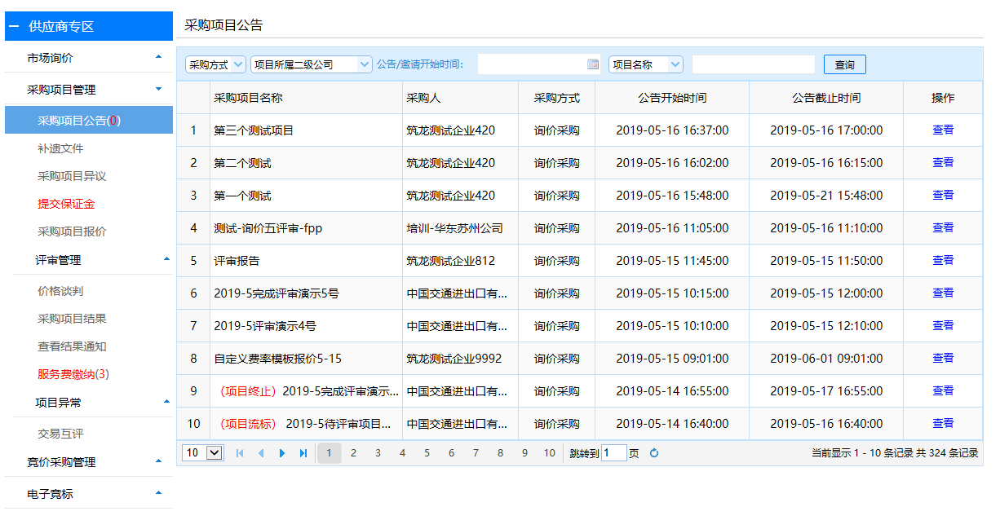 供应商专区
市场询价
采购项目管理
采购项目公告(0)
补遗文件
采购项目异议
提交保证金
采购项目报价
评审管理
价格谈判
采购项目结果
查看结果通知
服务费缴纳(3)
项目异常
交易互评
竞价采购管理
电子竞标
采购项目公告
采购方式 项目所属二级公司 公告/邀请开始时间： 项目名称 查询
采购项目名称 采购人 采购方式 公告开始时间 公告截止时间 操作
1 第三个测试项目 筑龙测试企业420 询价采购 2019-05-16 16:37:00 2019-05-16 17:00:00 查看
2 第二个测试 筑龙测试企业420 询价采购 2019-05-16 16:02:00 2019-05-16 16:15:00 查看
3 第一个测试 筑龙测试企业420 询价采购 2019-05-16 15:48:00 2019-05-21 15:48:00 查看
4 测试-询价五评审-fpp 培训-华东苏州公司 询价采购 2019-05-16 11:05:00 2019-05-16 11:10:00 查看
5 评审报告 筑龙测试企业812 询价采购 2019-05-15 11:45:00 2019-05-15 11:50:00 查看
6 2019-5完成评审演示5号 中国交通进出口有... 询价采购 2019-05-15 10:15:00 2019-05-15 12:00:00 查看
7 2019-5评审演示4号 中国交通进出口有... 询价采购 2019-05-15 10:10:00 2019-05-15 12:10:00 查看
8 自定义费率模板报价5-15 筑龙测试企业9992 询价采购 2019-05-15 09:01:00 2019-06-01 09:01:00 查看
9 （项目终止）2019-5完成评审演示... 中国交通进出口有... 询价采购 2019-05-14 16:55:00 2019-05-17 16:55:00 查看
10 （项目流标） 2019-5待评审项目... 中国交通进出口有... 询价采购 2019-05-14 16:40:00 2019-05-16 16:40:00 查看
10 1 2 3 4 5 6 7 8 9 10 跳转到 1 页 当前显示 1 - 10 条记录 共 324 条记录